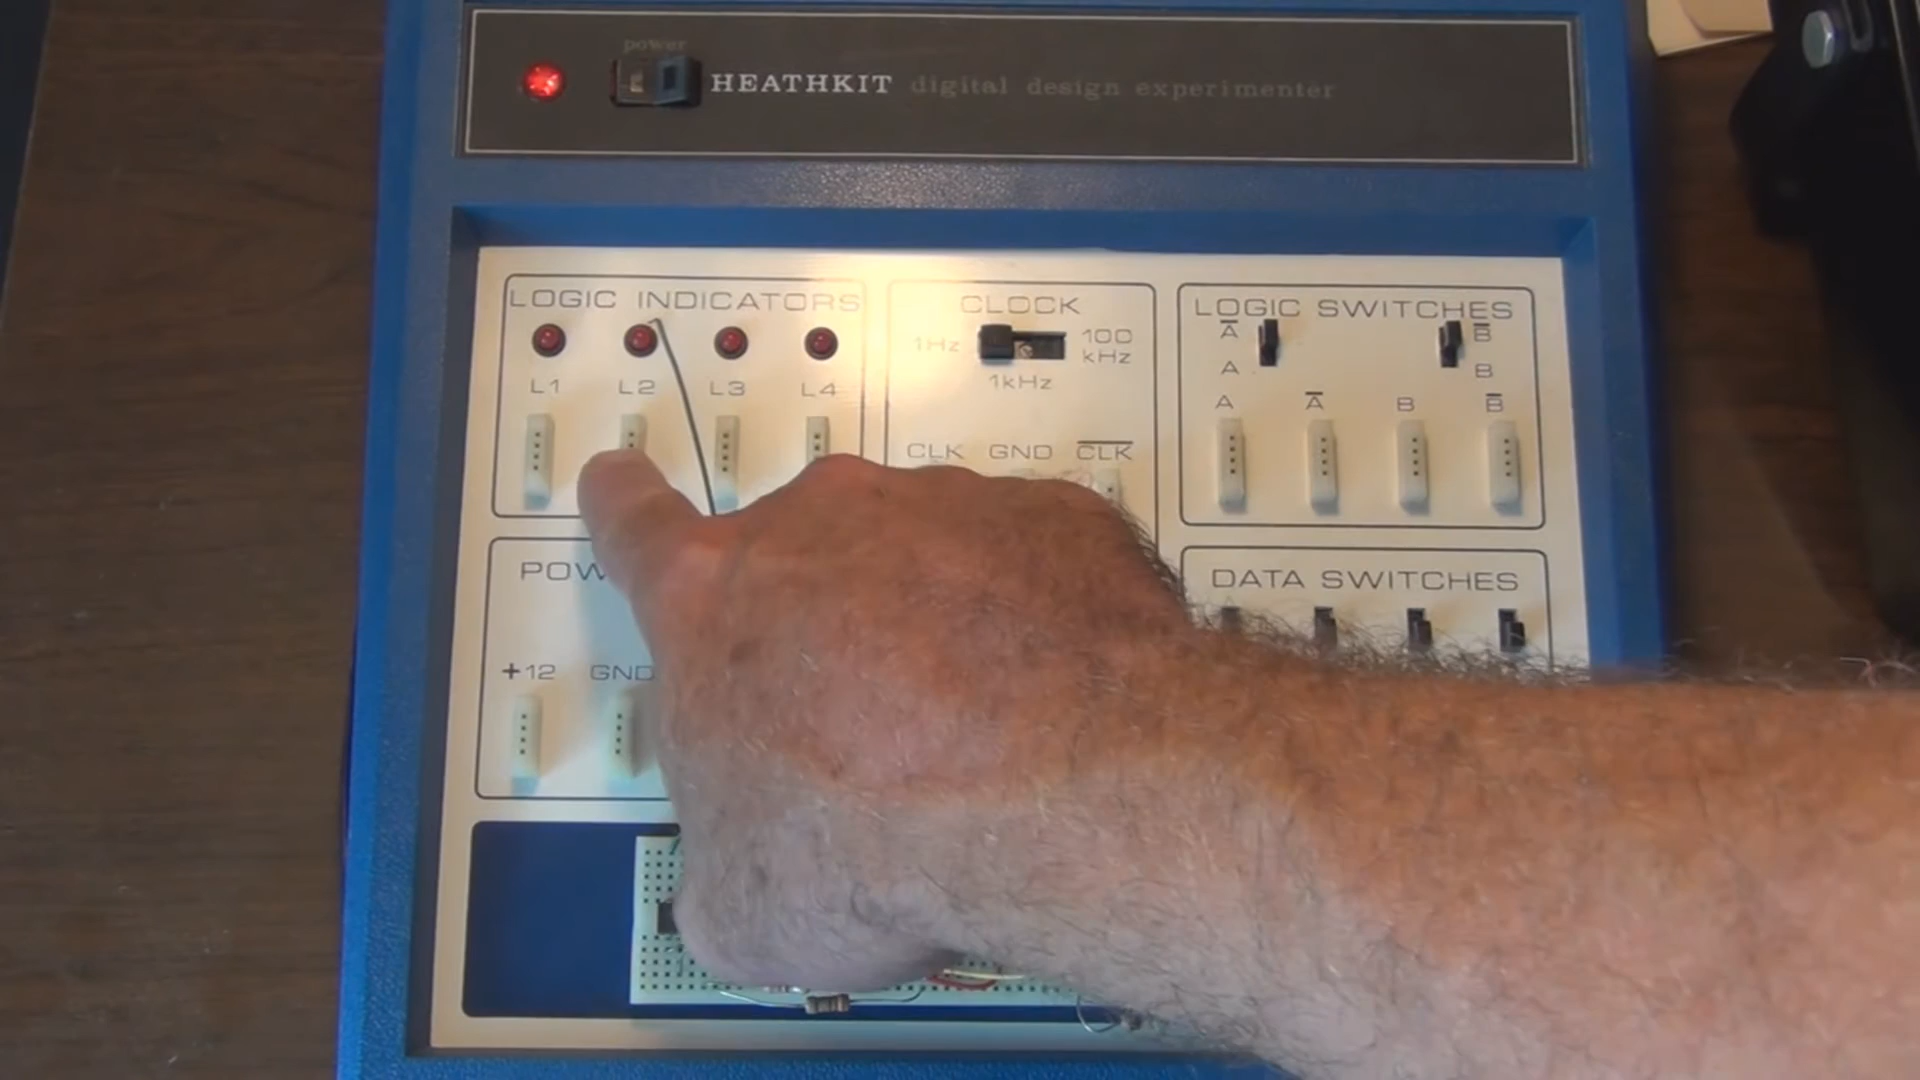 power
HEATHKIT digital design experimenter
LOGIC INDICATORS
L1 L2 L3 L4
CLOCK
1Hz
100 kHz
1kHz
CLK GND C̅L̅K̅
LOGIC SWITCHES
A̅ B̅
A B
A A̅ B B̅
POW
+12 GND
DATA SWITCHES